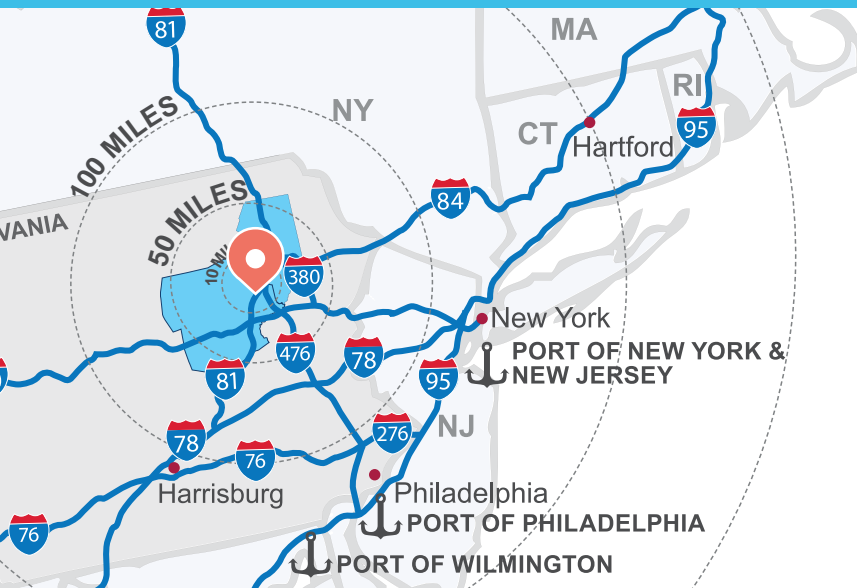 81
MA
NY
RI
100 MILES
95
CT
Hartford
50 MILES
84
VANIA
380
New York
476
78
PORT OF NEW YORK &
NEW JERSEY
81
95
NJ
276
78
76
Harrisburg
Philadelphia
PORT OF PHILADELPHIA
76
PORT OF WILMINGTON